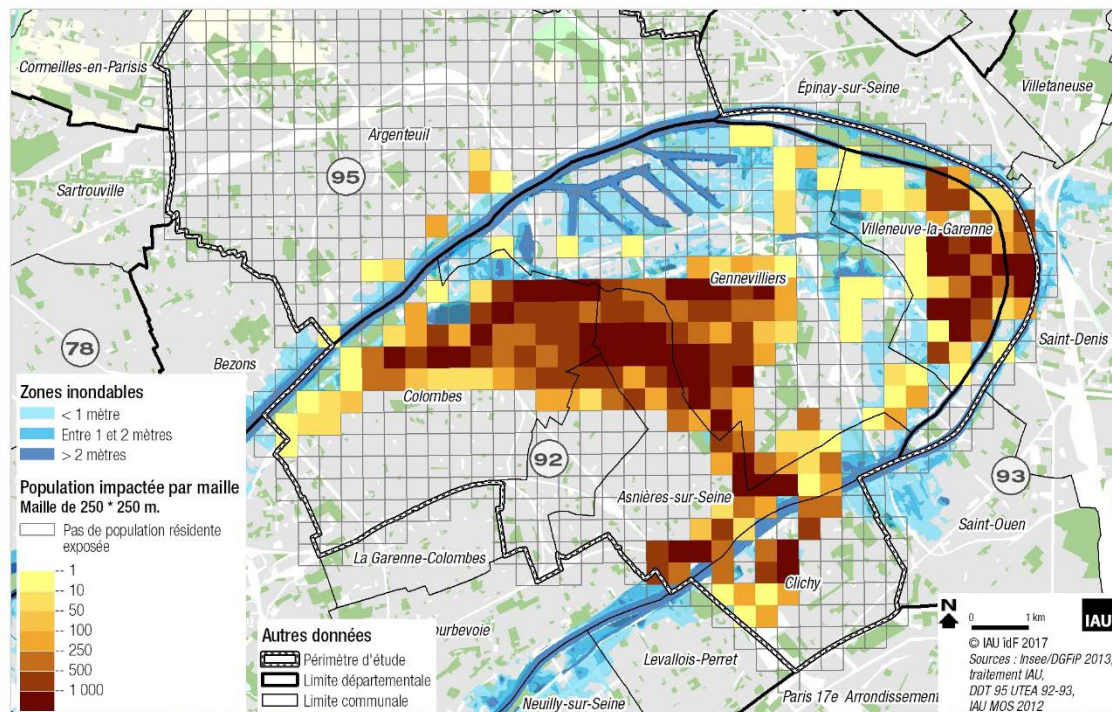 Cormeilles-en-Parisis
Épinay-sur-Seine
Villetaneuse
Argenteuil
95
Sartrouville
Villeneuve-la-Garenne
Gennevilliers
78
Bezons
Saint-Denis
Colombes
92
93
Asnières-sur-Seine
Saint-Ouen
La Garenne-Colombes
Clichy
ourbevoie
Levallois-Perret
Neuilly-sur-Seine
Paris 17e Arrondissement
Zones inondables
< 1 mètre
Entre 1 et 2 mètres
> 2 mètres
Population impactée par maille
Maille de 250 * 250 m.
Pas de population résidente
exposée
-- 1
-- 10
-- 50
-- 100
-- 250
-- 500
-- 1 000
Autres données
Périmètre d'étude
Limite départementale
Limite communale
N
0 1 km
IAU
© IAU îdF 2017
Sources : Insee/DGFiP 2013,
traitement IAU,
DDT 95 UTEA 92-93,
IAU MOS 2012